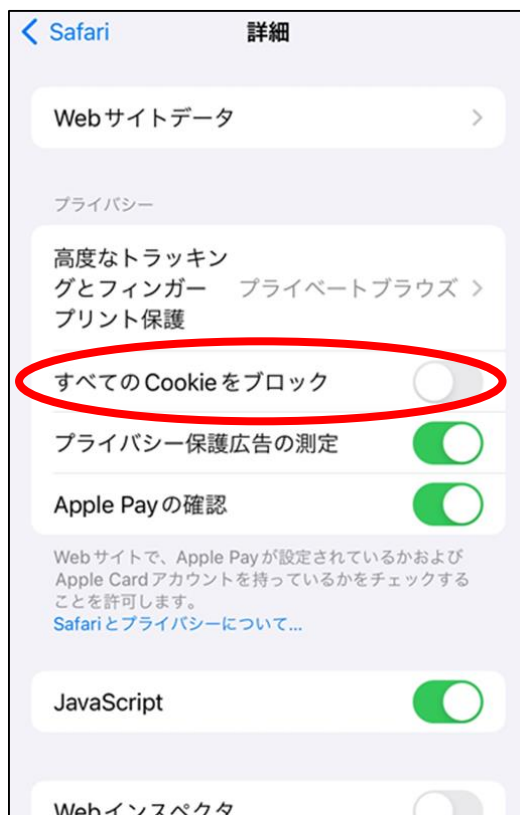 Safari
詳細
Webサイトデータ
プライバシー
高度なトラッキン
グとフィンガー
プリント保護
プライベートブラウズ
すべてのCookieをブロック
プライバシー保護広告の測定
Apple Payの確認
Webサイトで、Apple Payが設定されているかおよび
Apple Cardアカウントを持っているかをチェックする
ことを許可します。
Safariとプライバシーについて...
JavaScript
Webインスペクタ